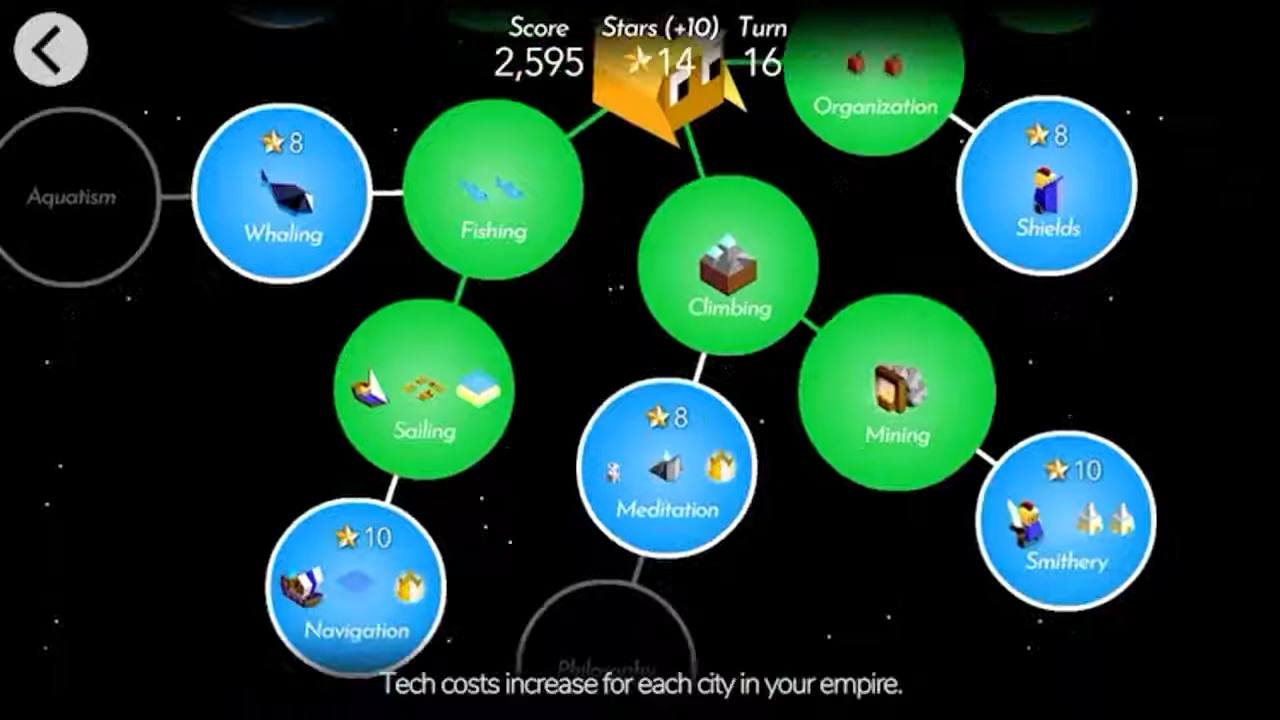 Score Stars (+10) Turn
2,595 14 16
Organization
8
Whaling
Fishing
8
Shields
Aquatism
Climbing
Sailing
8
Meditation
Mining
10
Smithery
10
Navigation
Philosophy
Tech costs increase for each city in your empire.